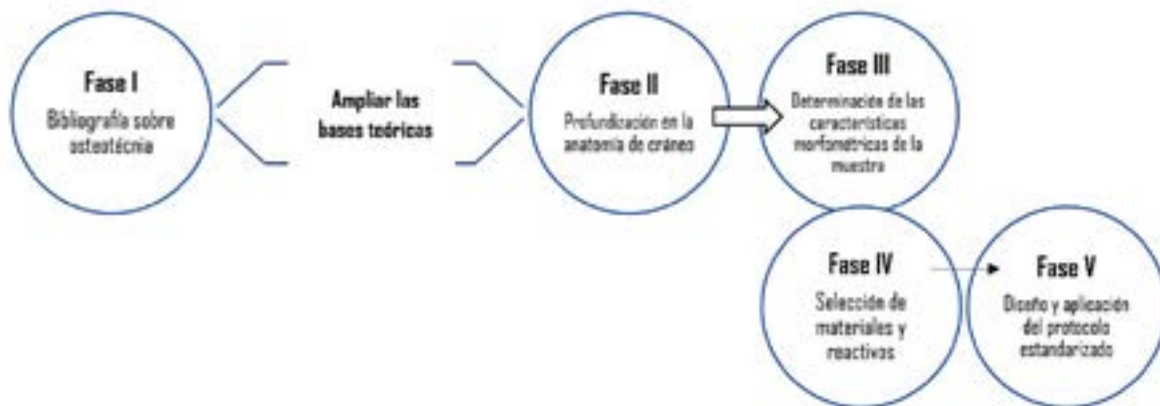 Fase I
Bibliografía sobre
osteotécnia
Ampliar las
bases teóricas
Fase II
Profundización en la
anatomía de cráneo
Fase III
Determinación de las
características
morfométricas de la
muestra
Fase IV
Selección de
materiales y
reactivos
Fase V
Diseño y aplicación
del protocolo
estandarizado